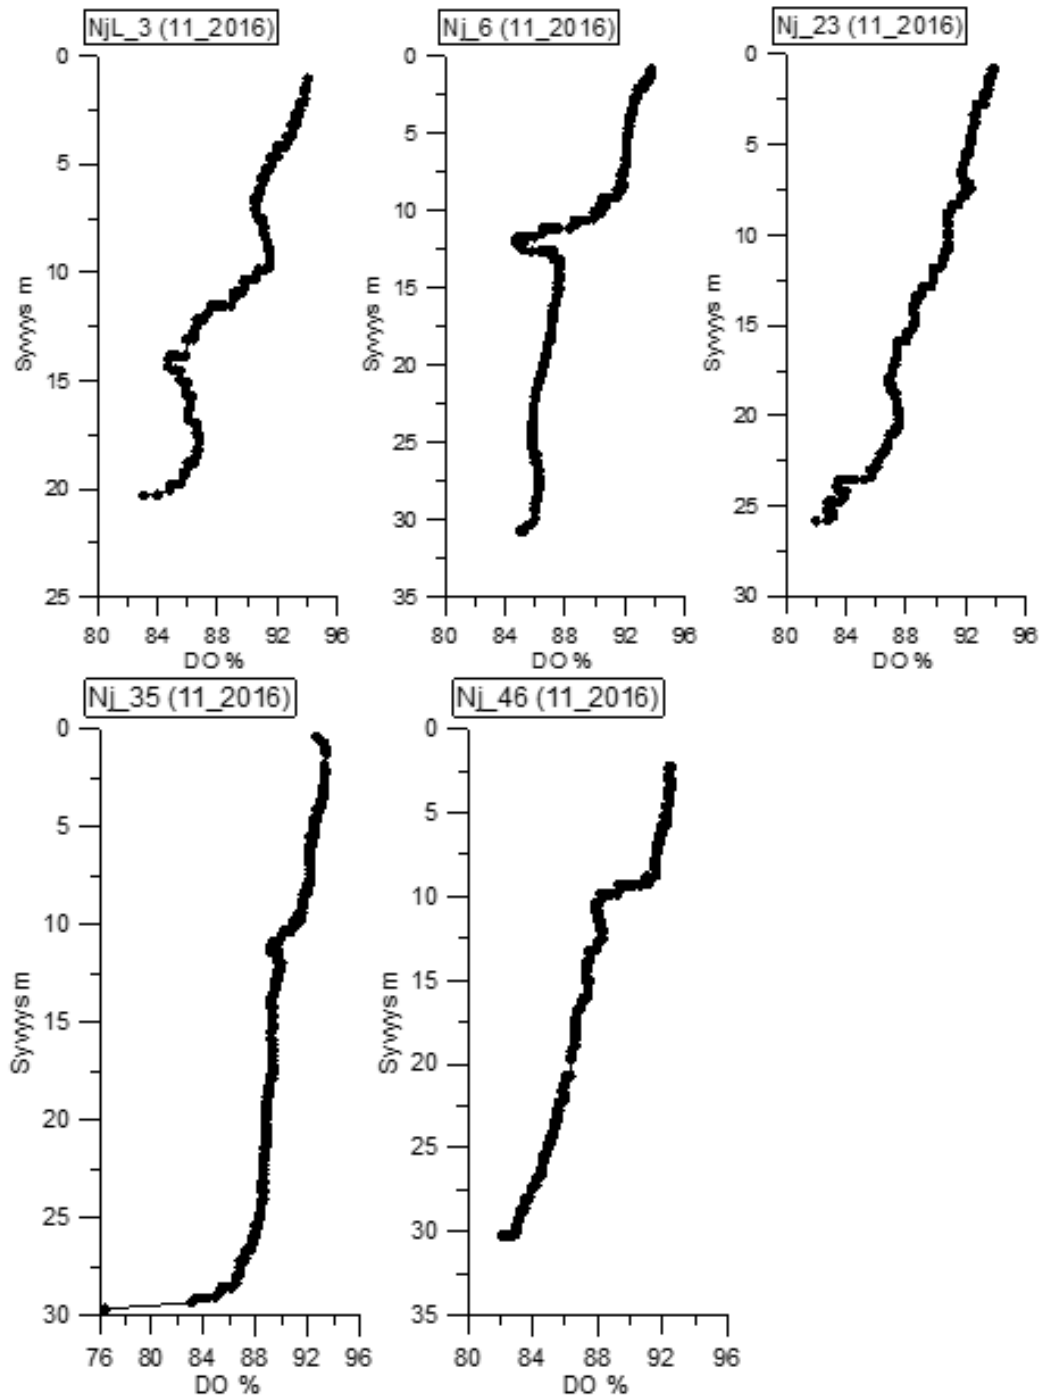 NjL_3 (11_2016)
Nj_6 (11_2016)
Nj_23 (11_2016)
0
5
10
15
20
25
Syvyys m
80 84 88 92 96
DO %
0
5
10
15
20
25
30
35
Syvyys m
80 84 88 92 96
DO %
0
5
10
15
20
25
30
Syvyys m
80 84 88 92 96
DO %
Nj_35 (11_2016)
Nj_46 (11_2016)
0
5
10
15
20
25
30
Syvyys m
76 80 84 88 92 96
DO %
0
5
10
15
20
25
30
35
Syvyys m
80 84 88 92 96
DO %